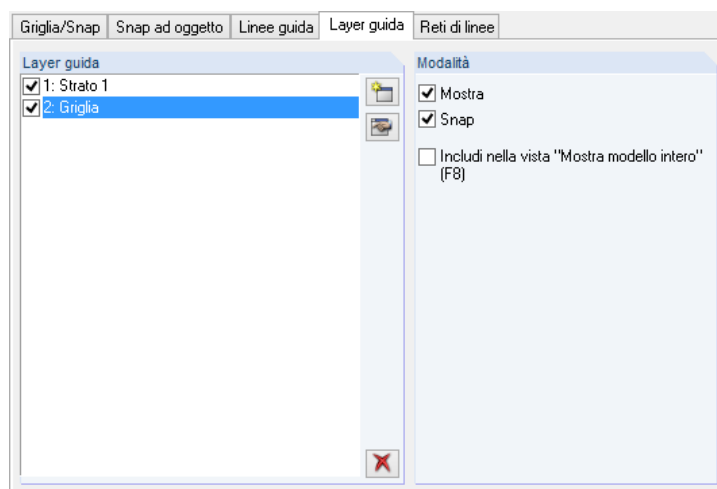 Griglia/Snap Snap ad oggetto Linee guida Layer guida Reti di linee
Layer guida
1: Strato 1
2: Griglia
Modalità
Mostra
Snap
Includi nella vista "Mostra modello intero"
(F8)